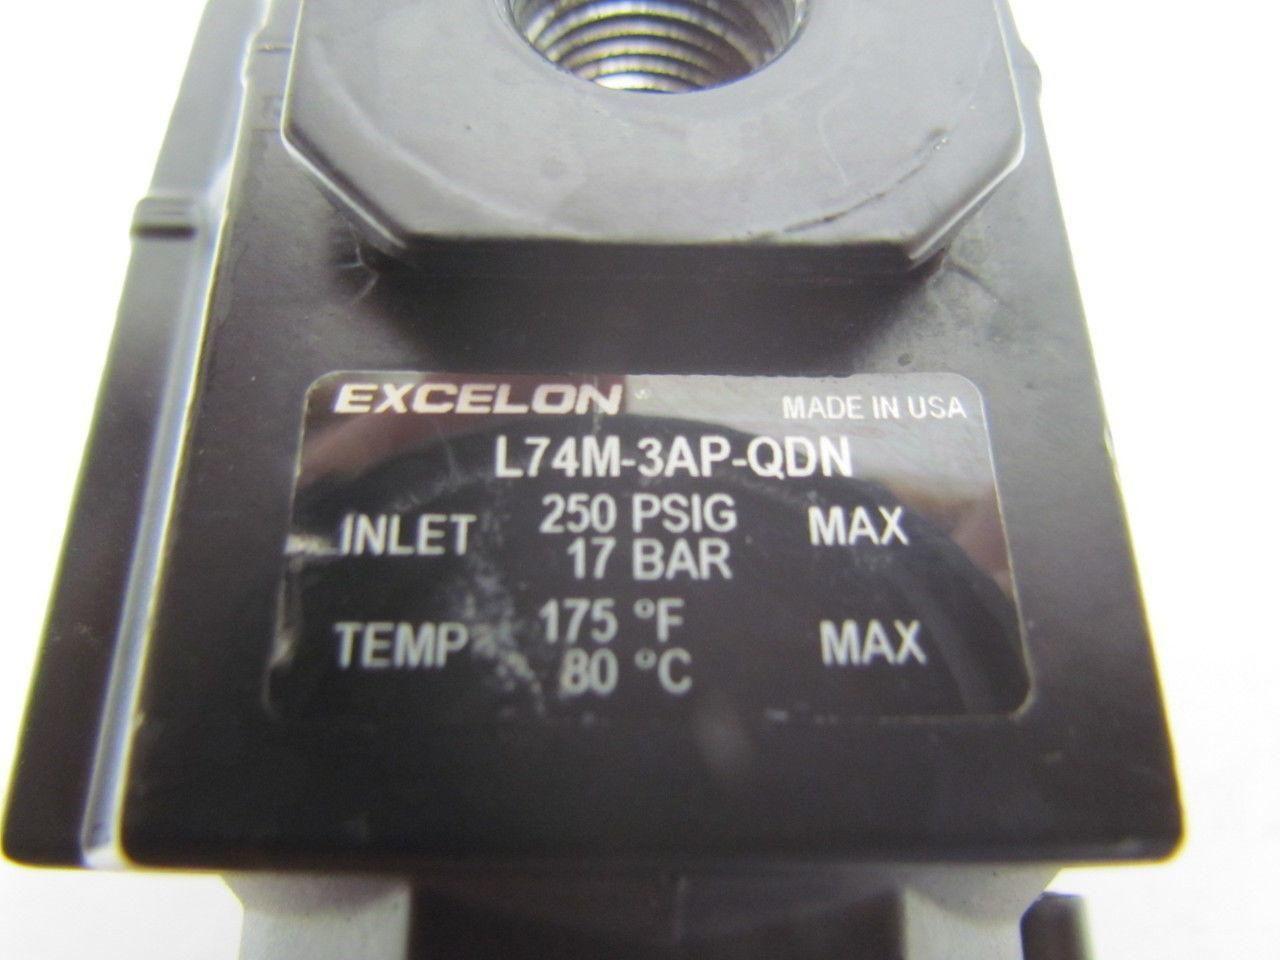 EXCELON MADE IN USA
L74M-3AP-QDN
INLET 250 PSIG MAX
17 BAR
TEMP 175 °F MAX
80 °C